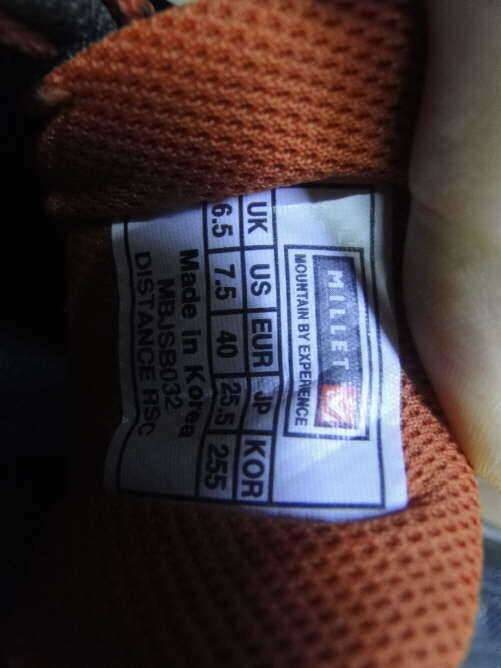 MILLET
MOUNTAIN BY EXPERIENCE
UK US EUR JP KOR
6.5 7.5 40 25.5 255
Made in Korea
MBJSB032
DISTANCE RSC